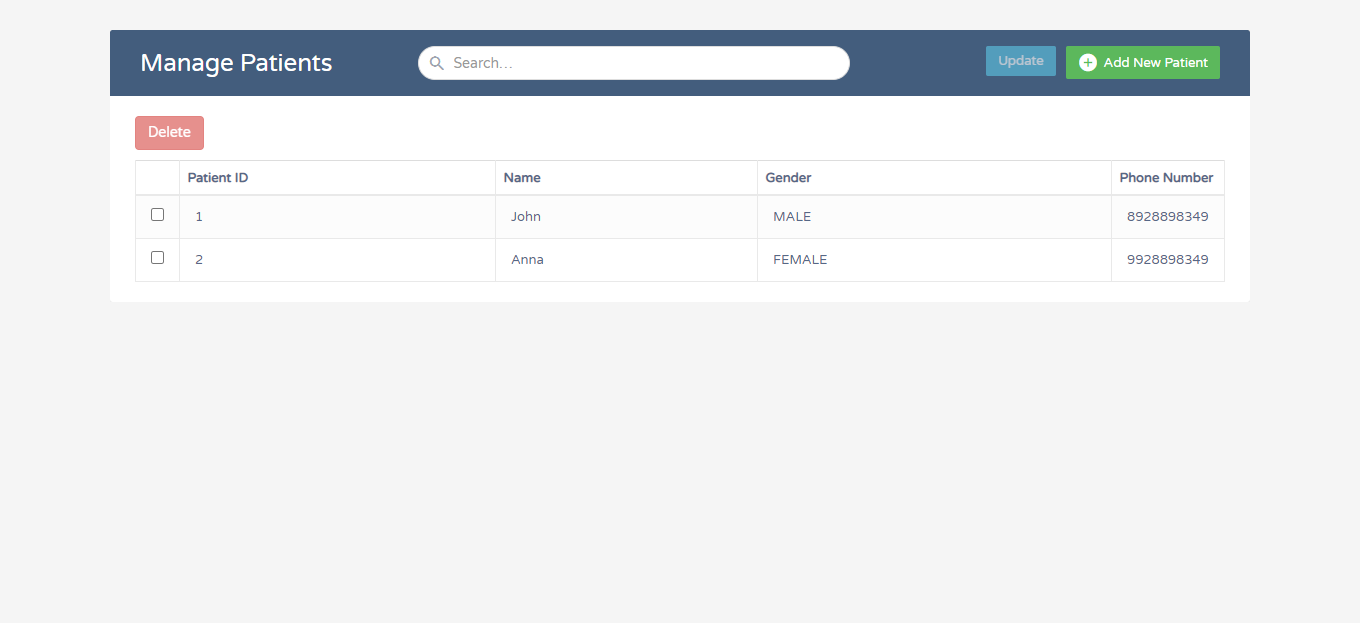 Manage Patients Search... Update Add New Patient
Delete
Patient ID Name Gender Phone Number
1 John MALE 8928898349
2 Anna FEMALE 9928898349